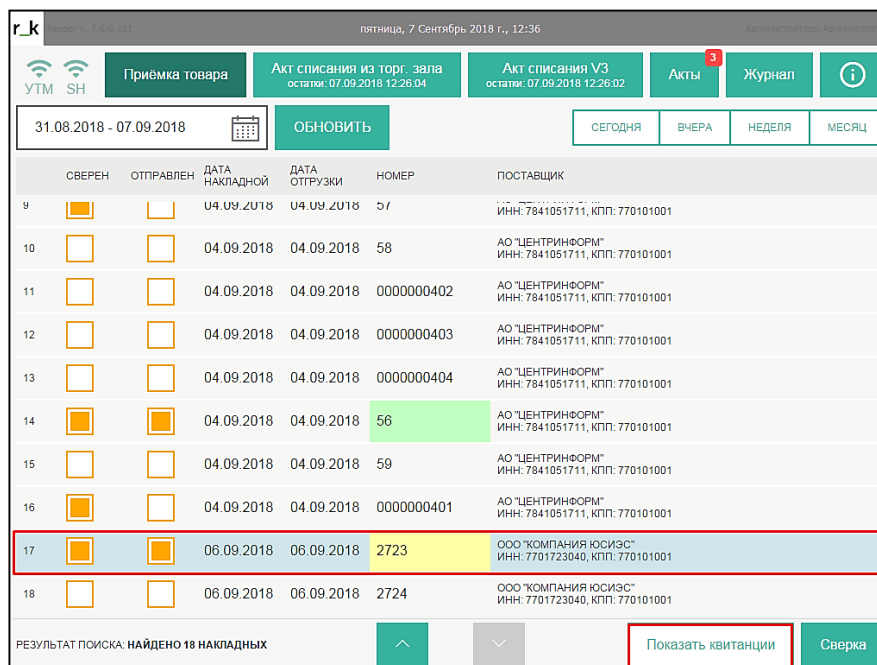 r_k
keeper v. 7.6.0.111
пятница, 7 Сентябрь 2018 г., 12:36
УТМ SH
Приёмка товара
Акт списания из торг. зала
остатки: 07.09.2018 12:26:04
Акт списания V3
остатки: 07.09.2018 12:26:02
Акты
3
Журнал
31.08.2018 - 07.09.2018
ОБНОВИТЬ
СЕГОДНЯ
ВЧЕРА
НЕДЕЛЯ
МЕСЯЦ
СВЕРЕН ОТПРАВЛЕН ДАТА НАКЛАДНОЙ ДАТА ОТГРУЗКИ НОМЕР ПОСТАВЩИК
9 04.09.2018 04.09.2018 57
ИНН: 7841051711, КПП: 770101001
10 04.09.2018 04.09.2018 58 АО "ЦЕНТРИНФОРМ"
ИНН: 7841051711, КПП: 770101001
11 04.09.2018 04.09.2018 0000000402 АО "ЦЕНТРИНФОРМ"
ИНН: 7841051711, КПП: 770101001
12 04.09.2018 04.09.2018 0000000403 АО "ЦЕНТРИНФОРМ"
ИНН: 7841051711, КПП: 770101001
13 04.09.2018 04.09.2018 0000000404 АО "ЦЕНТРИНФОРМ"
ИНН: 7841051711, КПП: 770101001
14 04.09.2018 04.09.2018 56 АО "ЦЕНТРИНФОРМ"
ИНН: 7841051711, КПП: 770101001
15 04.09.2018 04.09.2018 59 АО "ЦЕНТРИНФОРМ"
ИНН: 7841051711, КПП: 770101001
16 04.09.2018 04.09.2018 0000000401 АО "ЦЕНТРИНФОРМ"
ИНН: 7841051711, КПП: 770101001
17 06.09.2018 06.09.2018 2723 ООО "КОМПАНИЯ ЮСИЭС"
ИНН: 7701723040, КПП: 770101001
18 06.09.2018 06.09.2018 2724 ООО "КОМПАНИЯ ЮСИЭС"
ИНН: 7701723040, КПП: 770101001
РЕЗУЛЬТАТ ПОИСКА: НАЙДЕНО 18 НАКЛАДНЫХ
Показать квитанции
Сверка